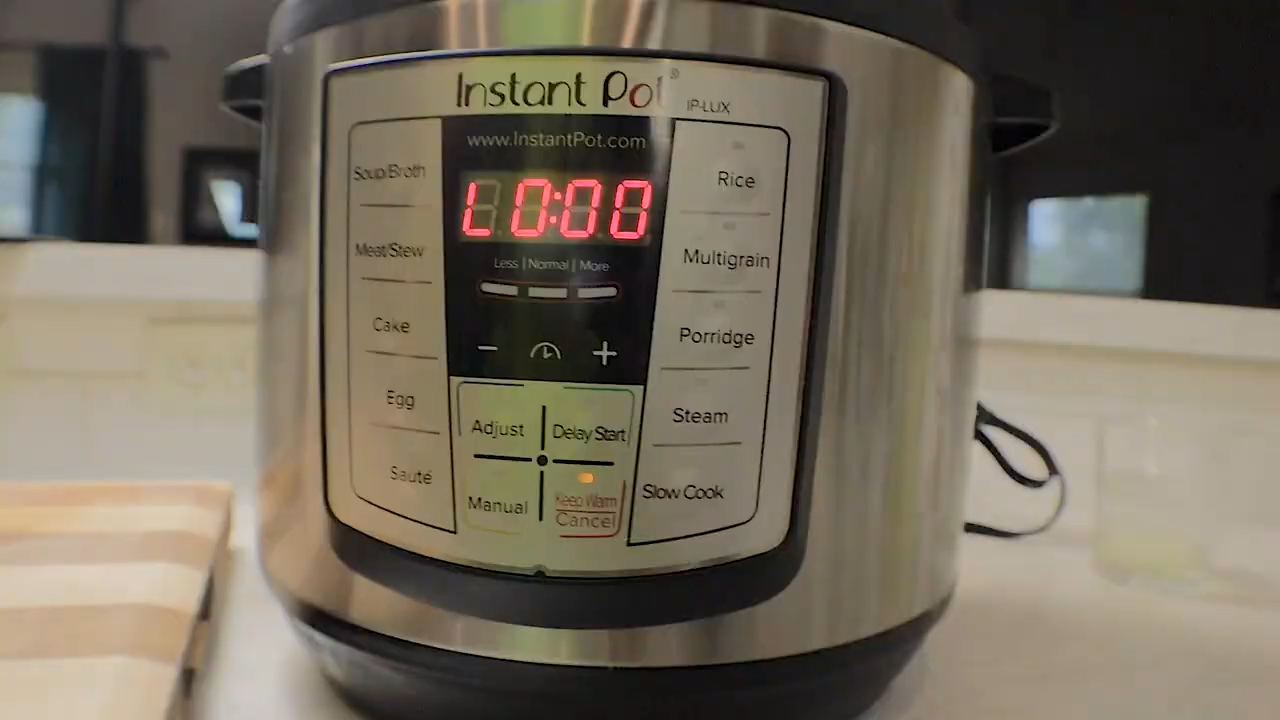 Instant Pot®
IP-LUX
www.InstantPot.com
L0:00
Less | Normal | More
− +
Soup/Broth
Meat/Stew
Cake
Egg
Sauté
Rice
Multigrain
Porridge
Steam
Slow Cook
Adjust
Delay Start
Manual
Keep Warm
Cancel